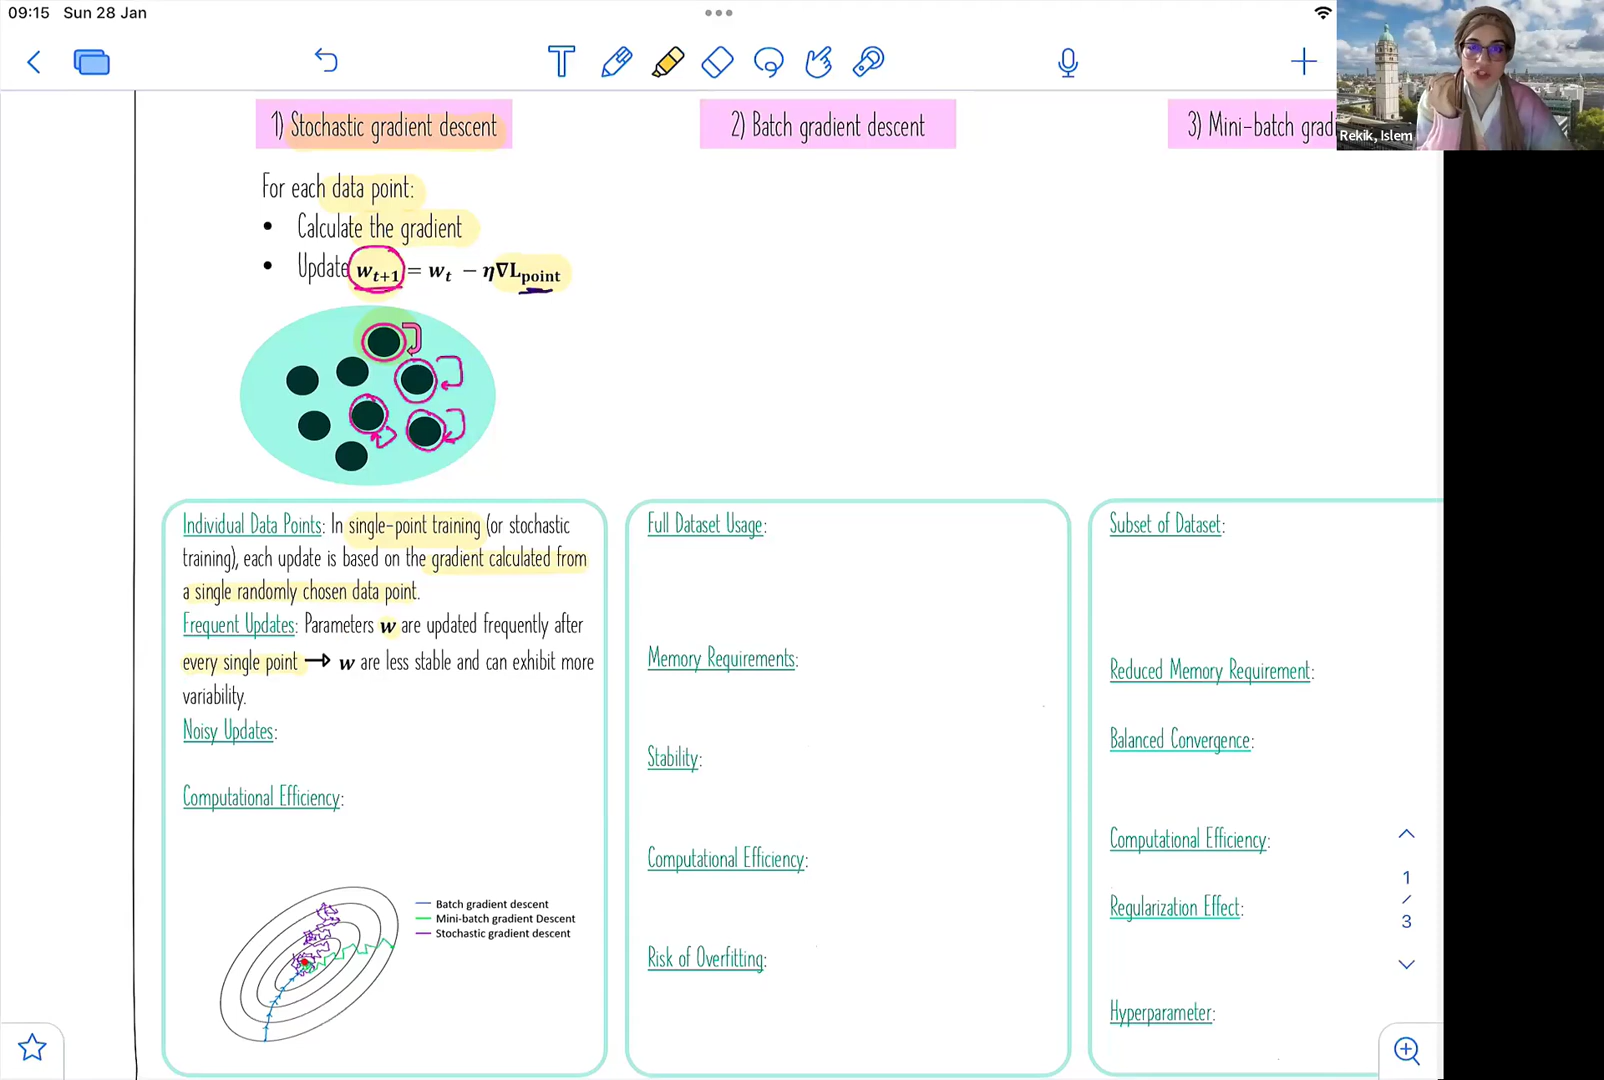 09:15 Sun 28 Jan
Rekik, Islem
1) Stochastic gradient descent
2) Batch gradient descent
3) Mini-batch grad
For each data point:
• Calculate the gradient
• Update w_{t+1} = w_t − η∇L_point
Individual Data Points: In single-point training (or stochastic
training), each update is based on the gradient calculated from
a single randomly chosen data point.
Frequent Updates: Parameters w are updated frequently after
every single point → w are less stable and can exhibit more
variability.
Noisy Updates:
Computational Efficiency:
Batch gradient descent
Mini-batch gradient Descent
Stochastic gradient descent
Full Dataset Usage:
Memory Requirements:
Stability:
Computational Efficiency:
Risk of Overfitting:
Subset of Dataset:
Reduced Memory Requirement:
Balanced Convergence:
Computational Efficiency:
Regularization Effect:
Hyperparameter:
1
/
3